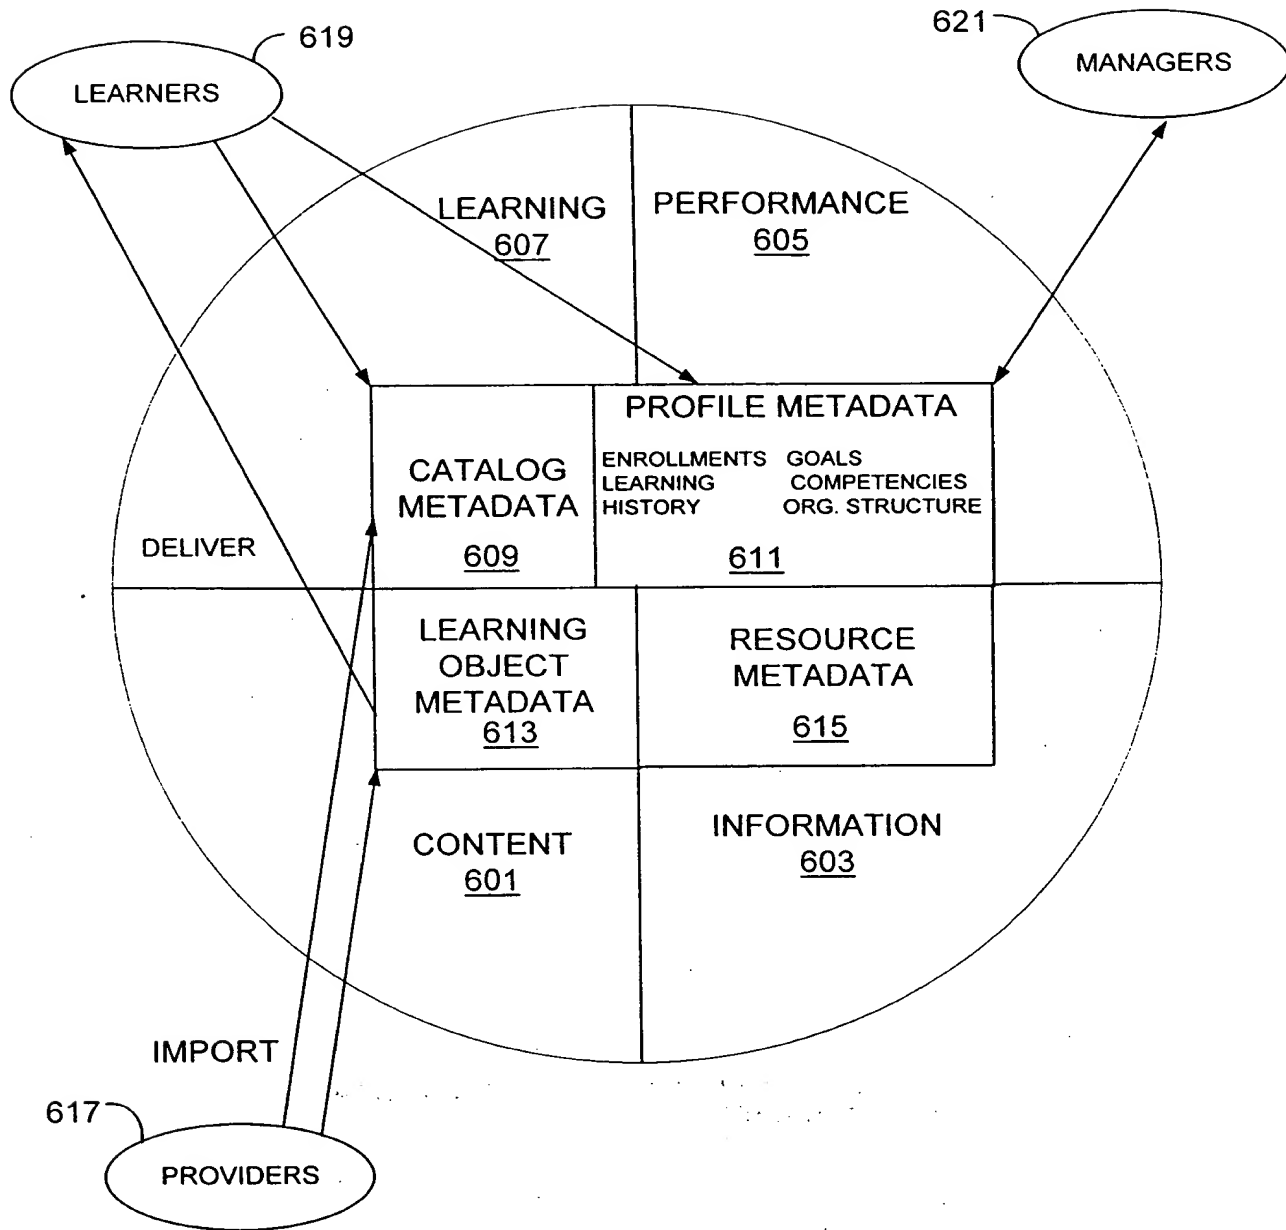 619
LEARNERS
621
MANAGERS
LEARNING
607
PERFORMANCE
605
PROFILE METADATA
ENROLLMENTS GOALS
LEARNING COMPETENCIES
HISTORY ORG. STRUCTURE
611
CATALOG
METADATA
609
DELIVER
LEARNING
OBJECT
METADATA
613
RESOURCE
METADATA
615
CONTENT
601
INFORMATION
603
IMPORT
617
PROVIDERS